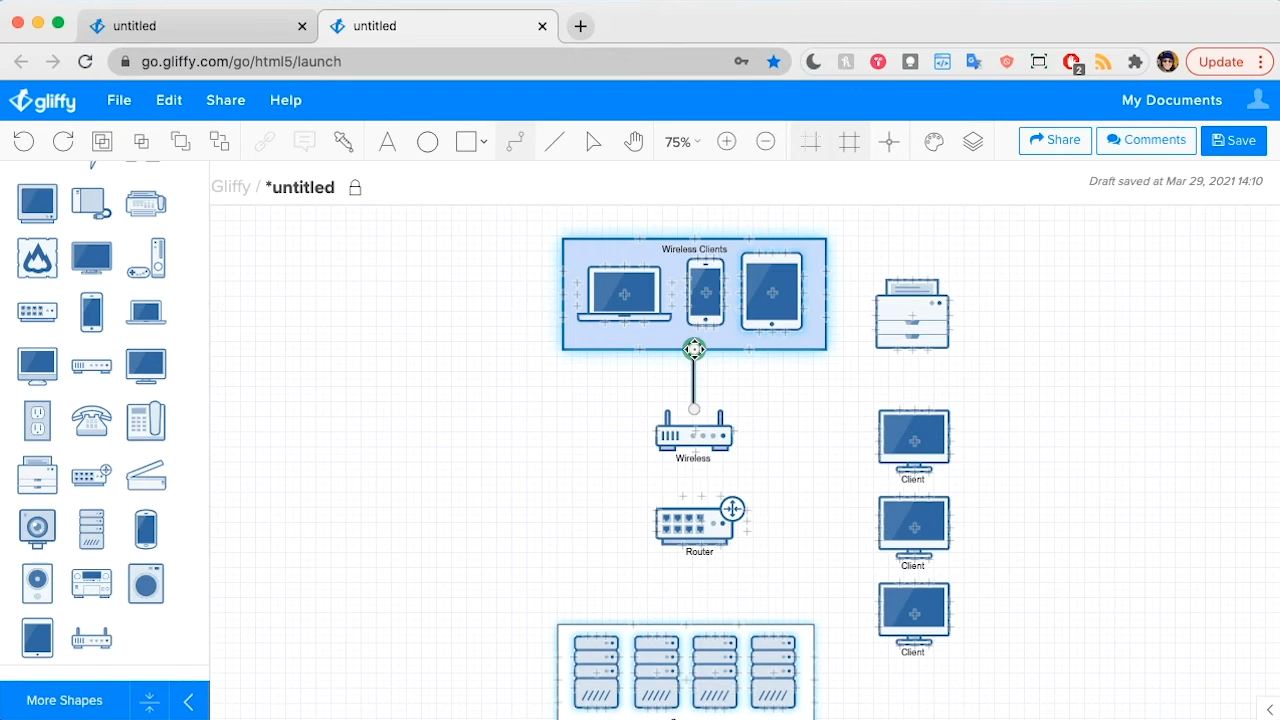 untitled
untitled
go.gliffy.com/go/html5/launch
2
Update
gliffy
File
Edit
Share
Help
My Documents
75%
Share
Comments
Save
Gliffy / *untitled
Draft saved at Mar 29, 2021 14:10
Wireless Clients
Wireless
Router
Client
Client
Client
More Shapes